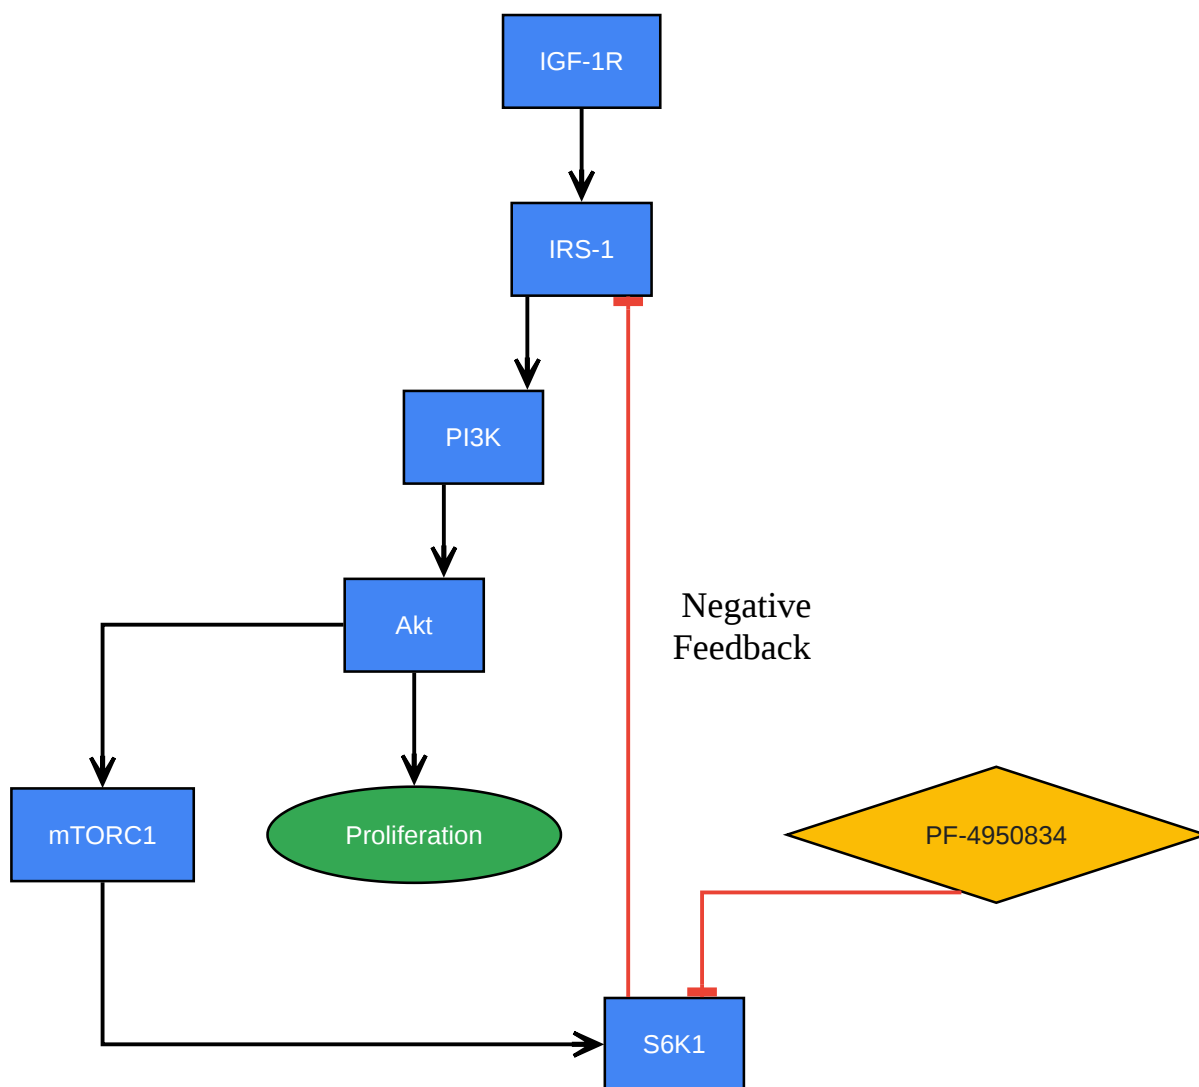 IGF-1R
IRS-1
PI3K
Negative
Feedback
Akt
mTORC1
Proliferation
PF-4950834
S6K1